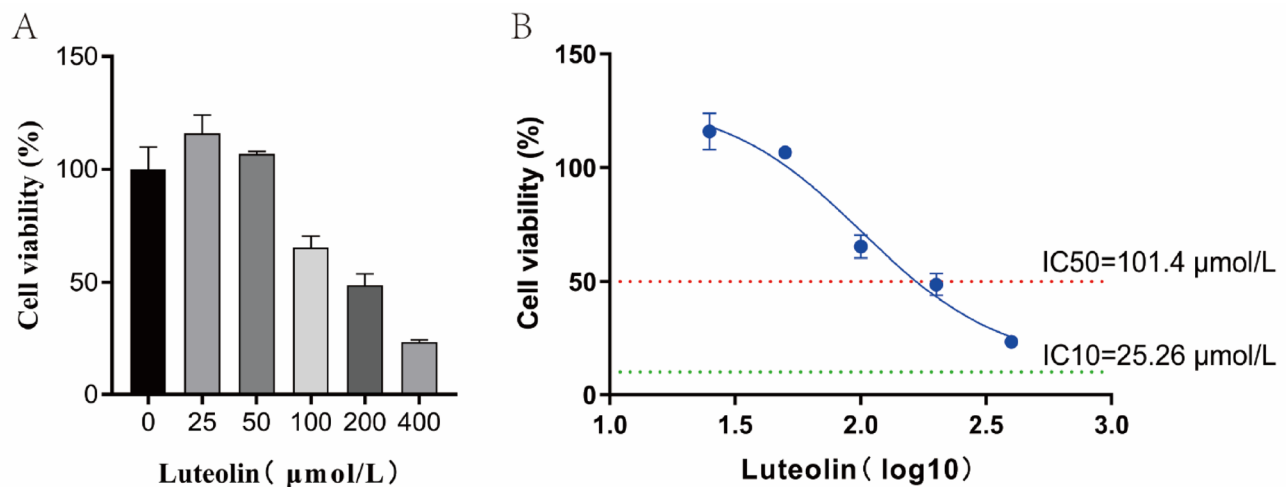 A
B
150
100
50
0
Cell viability (%)
0 25 50 100 200 400
Luteolin( μmol/L)
150
100
50
0
Cell viability (%)
IC50=101.4 μmol/L
IC10=25.26 μmol/L
1.0 1.5 2.0 2.5 3.0
Luteolin( log10)